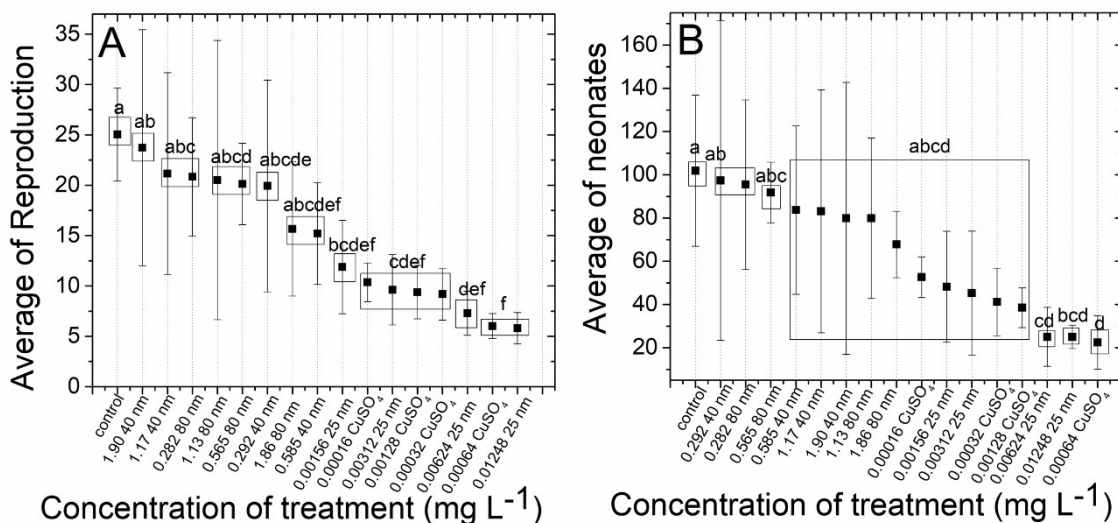 A
Average of Reproduction
35
30
25
20
15
10
5
0
a
ab
abc
abcd
abcde
abcdef
bcdef
cdef
def
f
control
1.90 40 nm
1.17 40 nm
0.282 80 nm
1.13 80 nm
0.565 80 nm
0.292 40 nm
1.86 80 nm
0.585 40 nm
0.00156 25 nm
0.00016 CuSO₄
0.00312 25 nm
0.00128 CuSO₄
0.00032 CuSO₄
0.00624 25 nm
0.00064 CuSO₄
0.01248 25 nm
Concentration of treatment (mg L⁻¹)
B
Average of neonates
160
140
120
100
80
60
40
20
a
ab
abc
abcd
cd
bcd
d
control
0.292 40 nm
0.282 80 nm
0.565 80 nm
0.585 40 nm
1.17 40 nm
1.90 40 nm
1.13 80 nm
1.86 80 nm
0.00016 CuSO₄
0.00156 25 nm
0.00312 25 nm
0.00032 CuSO₄
0.00128 CuSO₄
0.00624 25 nm
0.01248 25 nm
0.00064 CuSO₄
Concentration of treatment (mg L⁻¹)